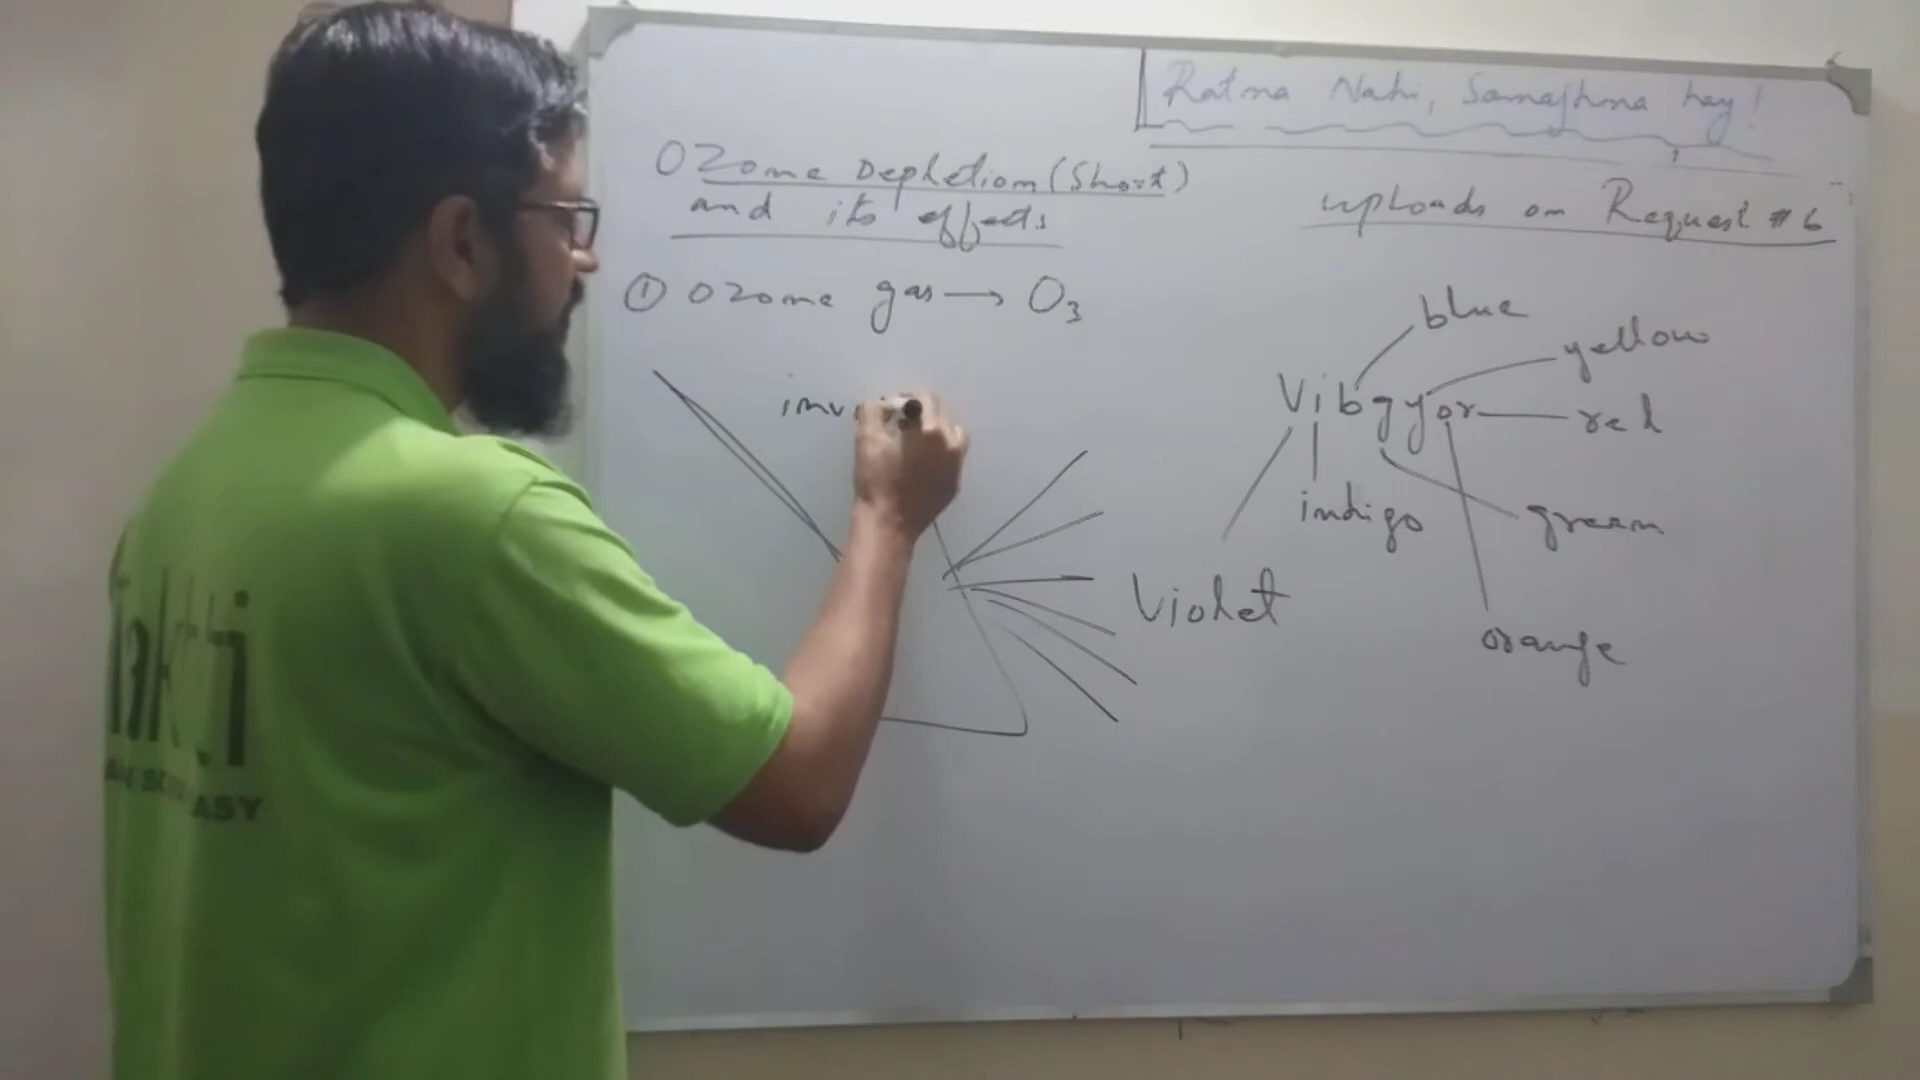 Ratna Nahi, Samajhna hay!
Ozone Depletion (Short)
and its effects
uploads on Request #6
① Ozone gas → O3
blue
yellow
Vibgyor
red
indigo
green
Violet
orange
ASY